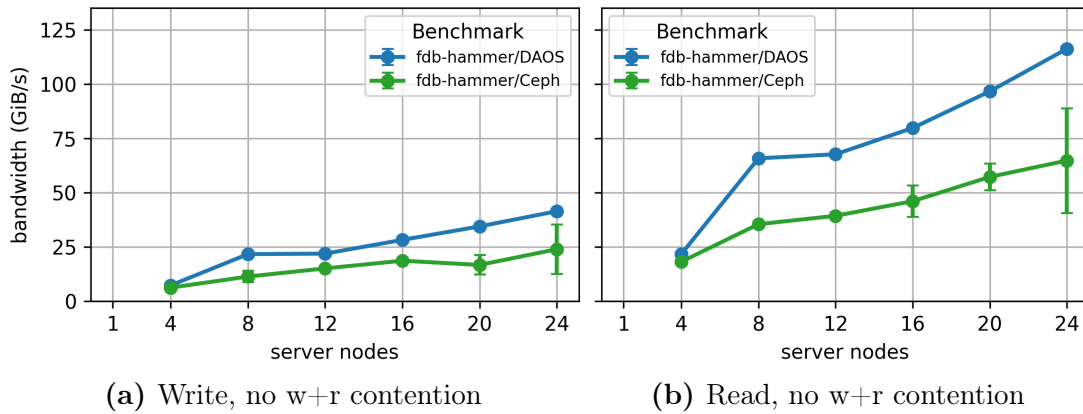 125
100
75
50
25
0
bandwidth (GiB/s)
Benchmark
fdb-hammer/DAOS
fdb-hammer/Ceph
1 4 8 12 16 20 24
server nodes
(a) Write, no w+r contention
Benchmark
fdb-hammer/DAOS
fdb-hammer/Ceph
1 4 8 12 16 20 24
server nodes
(b) Read, no w+r contention